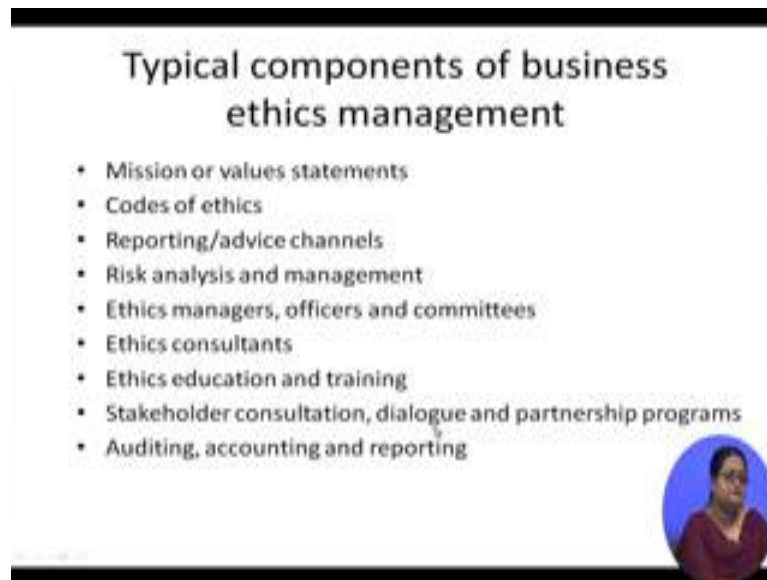 Typical components of business
ethics management
• Mission or values statements
• Codes of ethics
• Reporting/advice channels
• Risk analysis and management
• Ethics managers, officers and committees
• Ethics consultants
• Ethics education and training
• Stakeholder consultation, dialogue and partnership programs
• Auditing, accounting and reporting